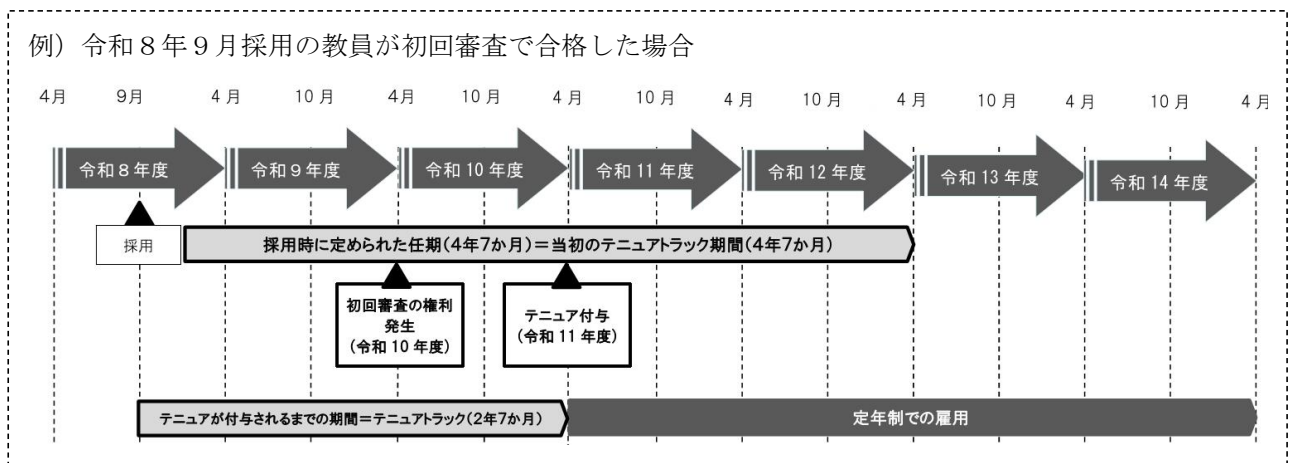 例）令和８年９月採用の教員が初回審査で合格した場合
4月 9月 4月 10月 4月 10月 4月 10月 4月 10月 4月 10月 4月 10月 4月
令和８年度 令和９年度 令和 10 年度 令和 11 年度 令和 12 年度 令和 13 年度 令和 14 年度
採用
採用時に定められた任期（４年７か月）＝当初のテニュアトラック期間（４年７か月）
初回審査の権利
発生
（令和 10 年度）
テニュア付与
（令和 11 年度）
テニュアが付与されるまでの期間＝テニュアトラック（２年７か月）
定年制での雇用